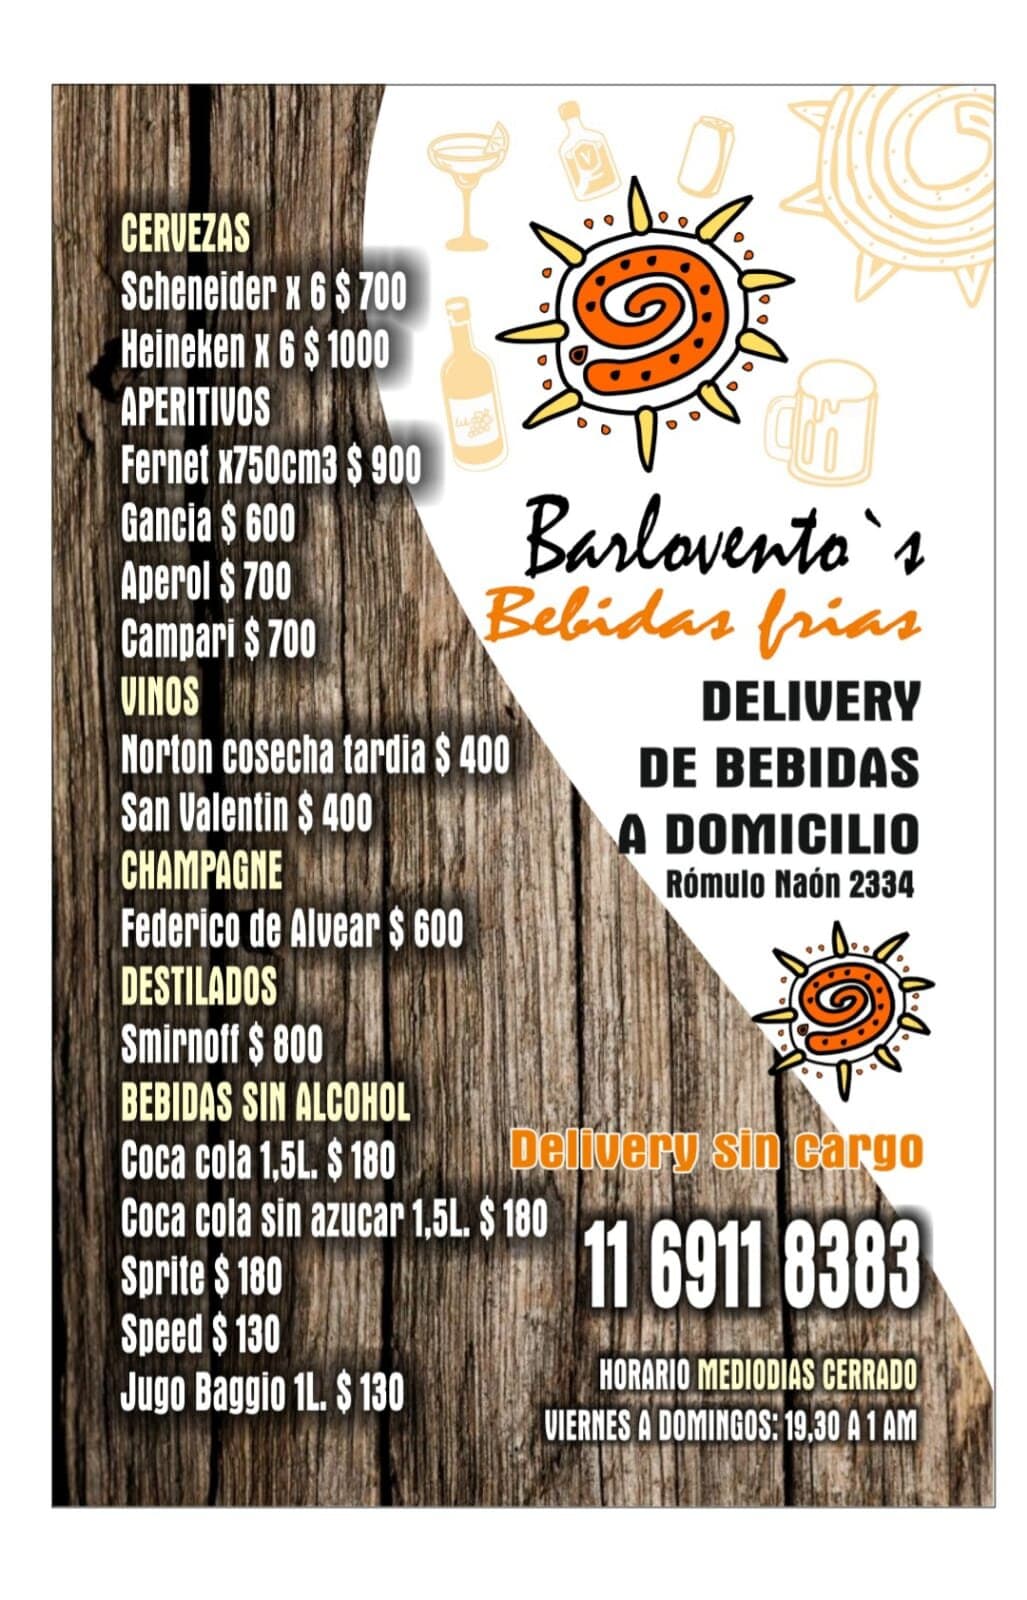 CERVEZAS
Scheneider x 6 $ 700
Heineken x 6 $ 1000
APERITIVOS
Fernet x750cm3 $ 900
Gancia $ 600
Aperol $ 700
Campari $ 700
VINOS
Norton cosecha tardia $ 400
San Valentin $ 400
CHAMPAGNE
Federico de Alvear $ 600
DESTILADOS
Smirnoff $ 800
BEBIDAS SIN ALCOHOL
Coca cola 1,5L. $ 180
Coca cola sin azucar 1,5L. $ 180
Sprite $ 180
Speed $ 130
Jugo Baggio 1L. $ 130
Barlovento`s
Bebidas frias
DELIVERY
DE BEBIDAS
A DOMICILIO
Rómulo Naón 2334
Delivery sin cargo
11 6911 8383
HORARIO MEDIODIAS CERRADO
VIERNES A DOMINGOS: 19,30 A 1 AM